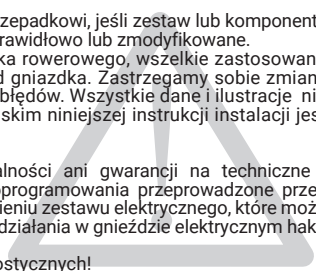 zepadkowi, jeśli zestaw lub komponent
rawidłowo lub zmodyfikowane.
ka rowerowego, wszelkie zastosowan
d gniazdka. Zastrzegamy sobie zmian
błędów. Wszystkie dane i ilustracje ni
skim niniejszej instrukcji instalacji jes
alności ani gwarancji na techniczne
oprogramowania przeprowadzone prze
ieniu zestawu elektrycznego, które moż
działania w gnieździe elektrycznym hak
ostycznych!